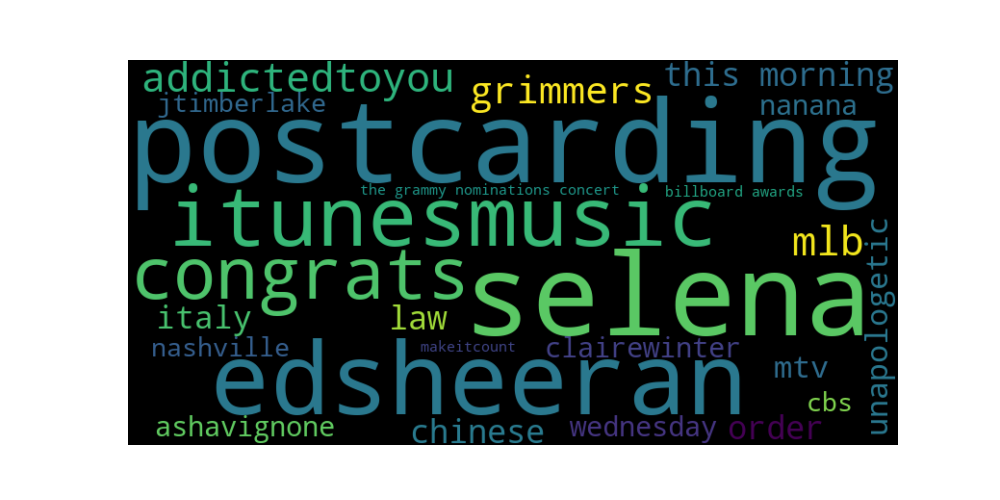 addictedtoyou
grimmers
this morning
jtimberlake
nanana
postcarding
the grammy nominations concert
billboard awards
itunesmusic
mlb
unapologetic
congrats
selena
italy
law
nashville
makeitcount
clairewinter
edsheeran
mtv
cbs
ashavignone
chinese
wednesday
order